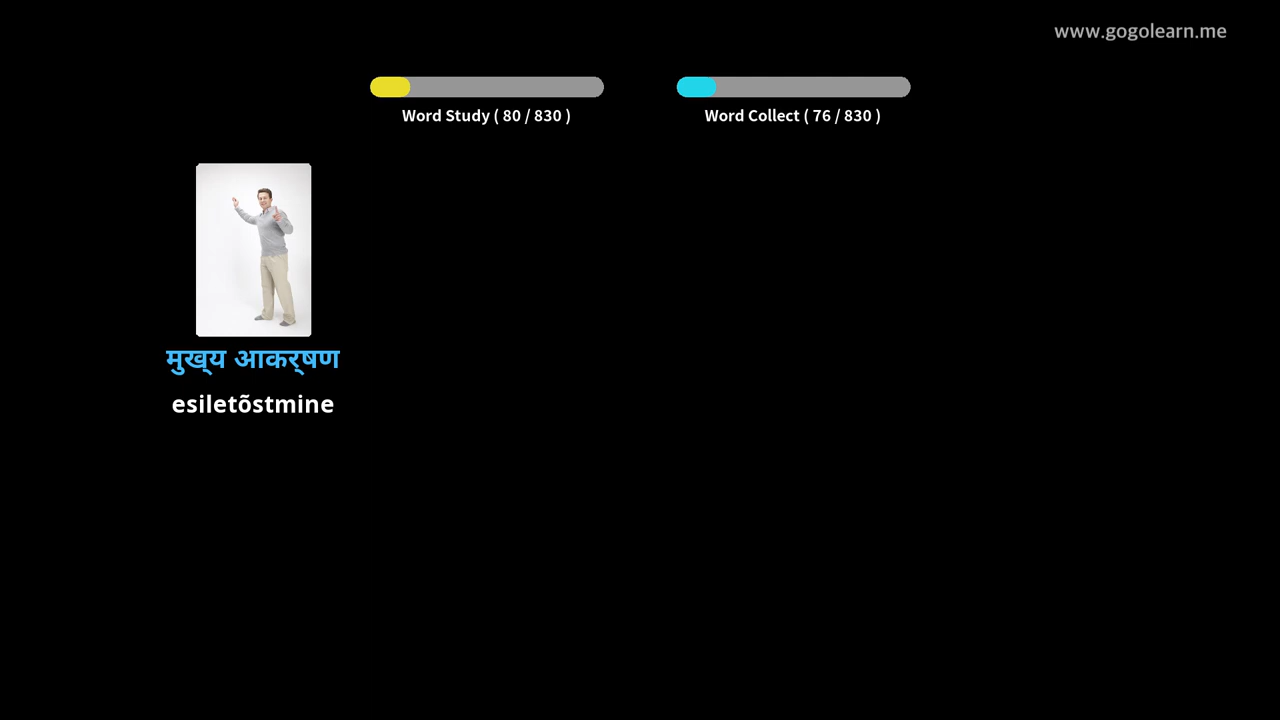 www.gogolearn.me
Word Study ( 80 / 830 )
Word Collect ( 76 / 830 )
मुख्य आकर्षण
esiletõstmine